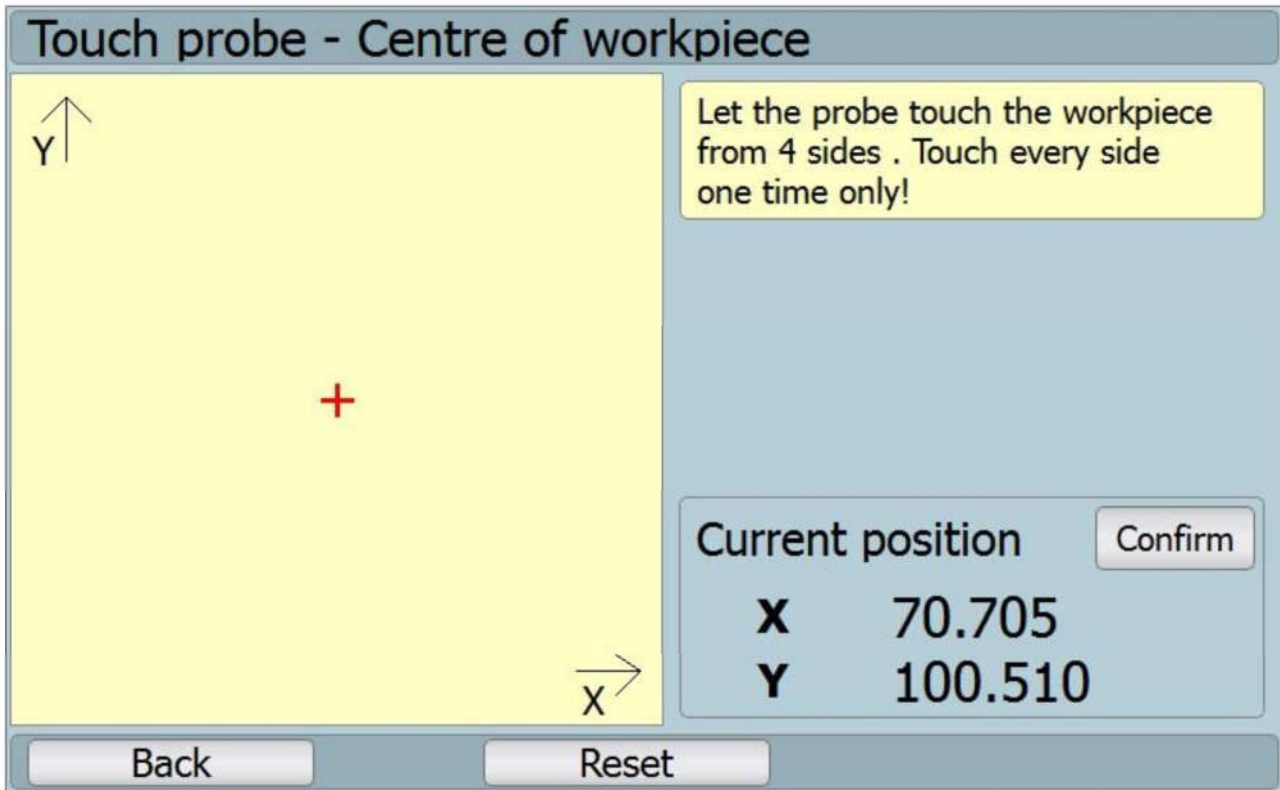 Touch probe - Centre of workpiece
Y
X
Let the probe touch the workpiece
from 4 sides . Touch every side
one time only!
Current position
Confirm
X 70.705
Y 100.510
Back
Reset